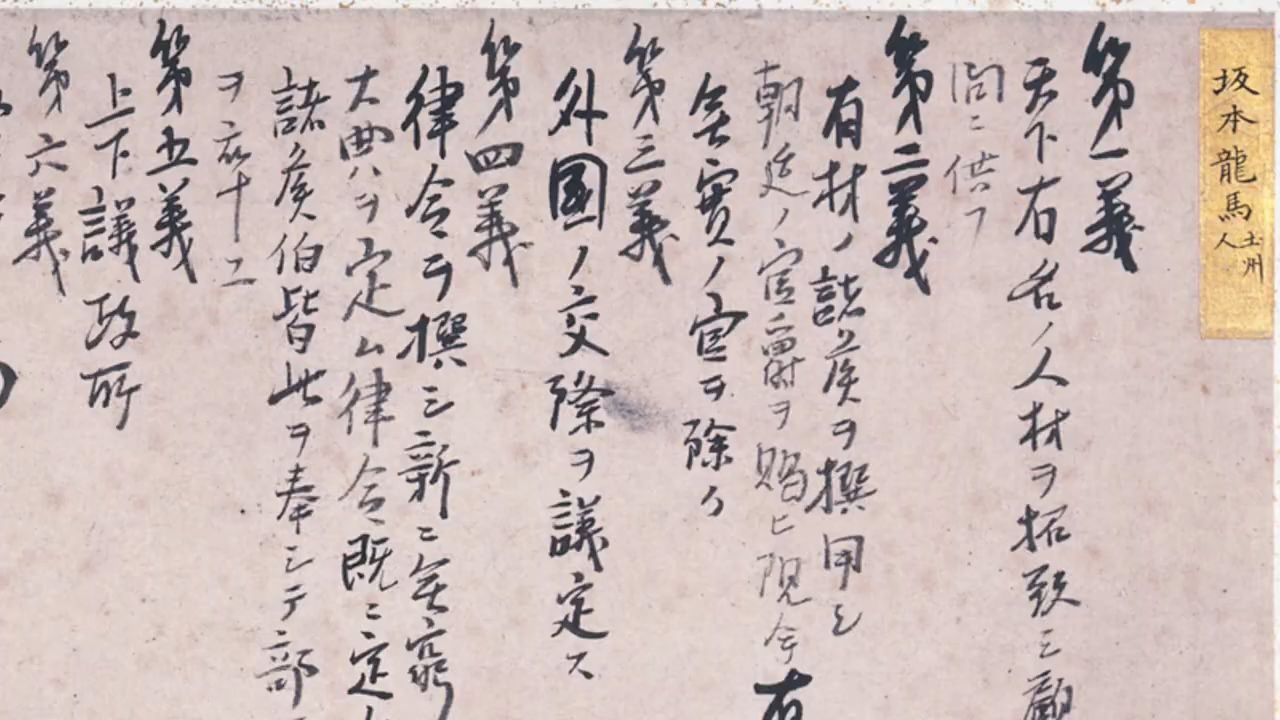 坂本龍馬 土州人
第一義
天下有名ノ人材ヲ招致シ顧
問ニ供フ
第二義
有材ノ諸侯ヲ撰用シ
朝廷ノ官爵ヲ賜ヒ現今有
名無實ノ官ヲ除ク
第三義
外国ノ交際ヲ議定ス
第四義
律令ヲ撰シ新ニ無窮
大典ヲ定ム律令既ニ定
諸侯伯皆此ヲ奉シテ部
ヲ
第五義
上下議政所
第六義